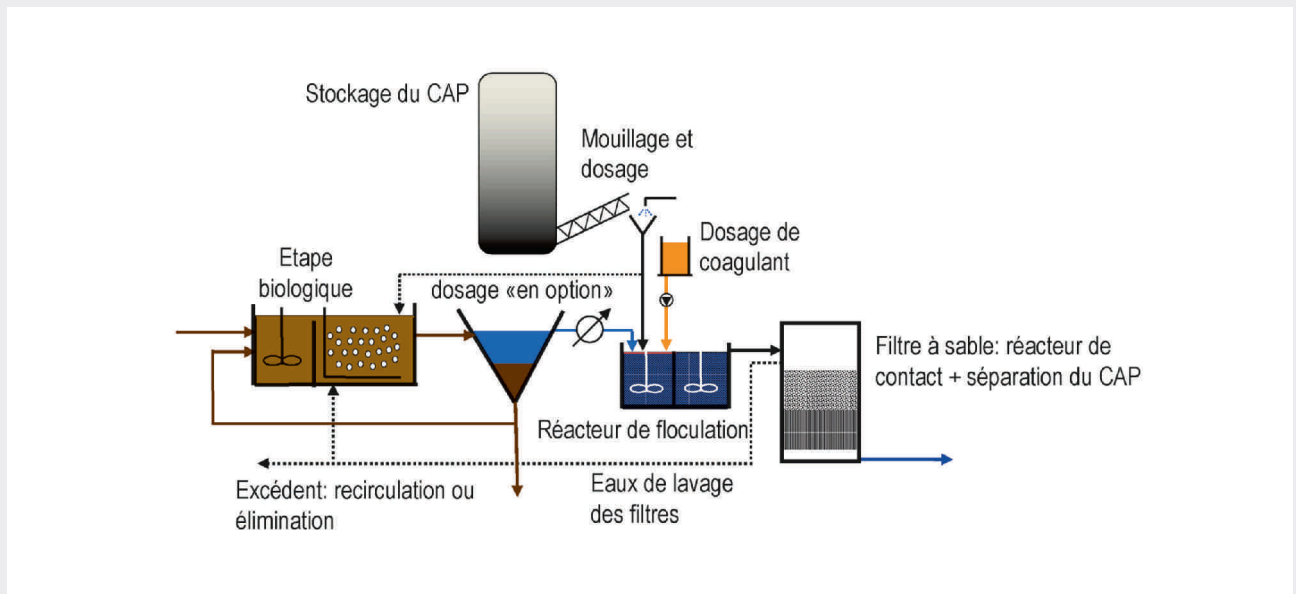 Stockage du CAP
Mouillage et
dosage
Dosage de
coagulant
Etape
biologique
dosage «en option»
Filtre à sable: réacteur de
contact + séparation du CAP
Réacteur de floculation
Excédent: recirculation ou
élimination
Eaux de lavage
des filtres